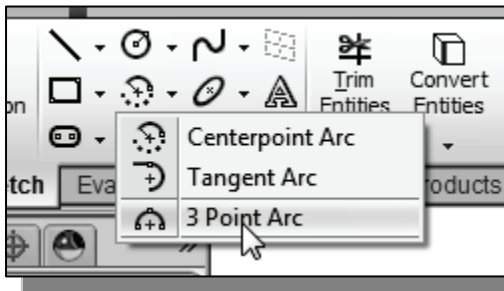 Trim Convert
on Entities Entities
Centerpoint Arc
Tangent Arc
3 Point Arc
tch Eva roducts